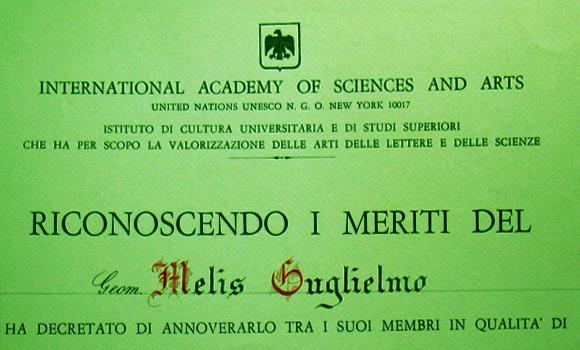 INTERNATIONAL ACADEMY OF SCIENCES AND ARTS
UNITED NATIONS UNESCO N. G. O. NEW YORK 10017
ISTITUTO DI CULTURA UNIVERSITARIA E DI STUDI SUPERIORI
CHE HA PER SCOPO LA VALORIZZAZIONE DELLE ARTI DELLE LETTERE E DELLE SCIENZE
RICONOSCENDO I MERITI DEL
Geom. Melis Guglielmo
HA DECRETATO DI ANNOVERARLO TRA I SUOI MEMBRI IN QUALITA' DI